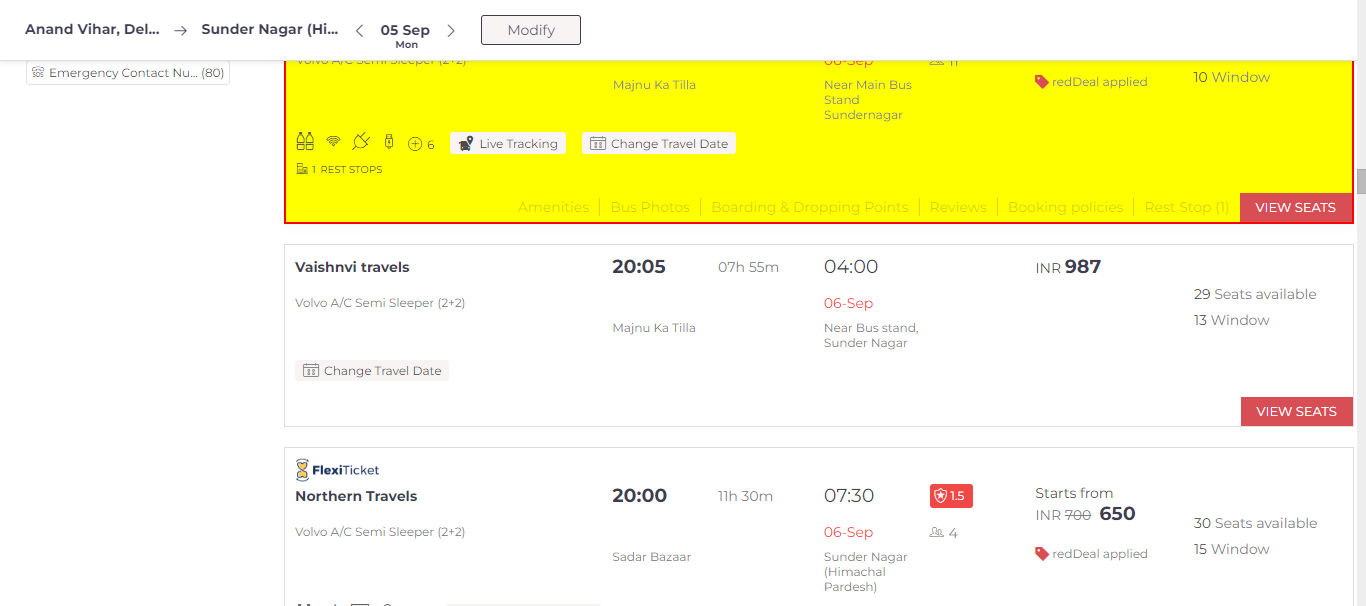 Anand Vihar, Del... → Sunder Nagar (Hi... < 05 Sep > Modify
Mon
Emergency Contact Nu... (80)
Volvo A/C Semi Sleeper (2+2) 06-Sep 11
Majnu Ka Tilla Near Main Bus redDeal applied 10 Window
Stand
Sundernagar
6 Live Tracking Change Travel Date
1 REST STOPS
Amenities Bus Photos Boarding & Dropping Points Reviews Booking policies Rest Stop (1) VIEW SEATS
Vaishnvi travels 20:05 07h 55m 04:00 INR 987
29 Seats available
Volvo A/C Semi Sleeper (2+2) 06-Sep
13 Window
Majnu Ka Tilla Near Bus stand,
Sunder Nagar
Change Travel Date
VIEW SEATS
FlexiTicket
Northern Travels 20:00 11h 30m 07:30 1.5 Starts from
INR 700 650
30 Seats available
Volvo A/C Semi Sleeper (2+2) 06-Sep 4
15 Window
Sadar Bazaar Sunder Nagar redDeal applied
(Himachal
Pardesh)